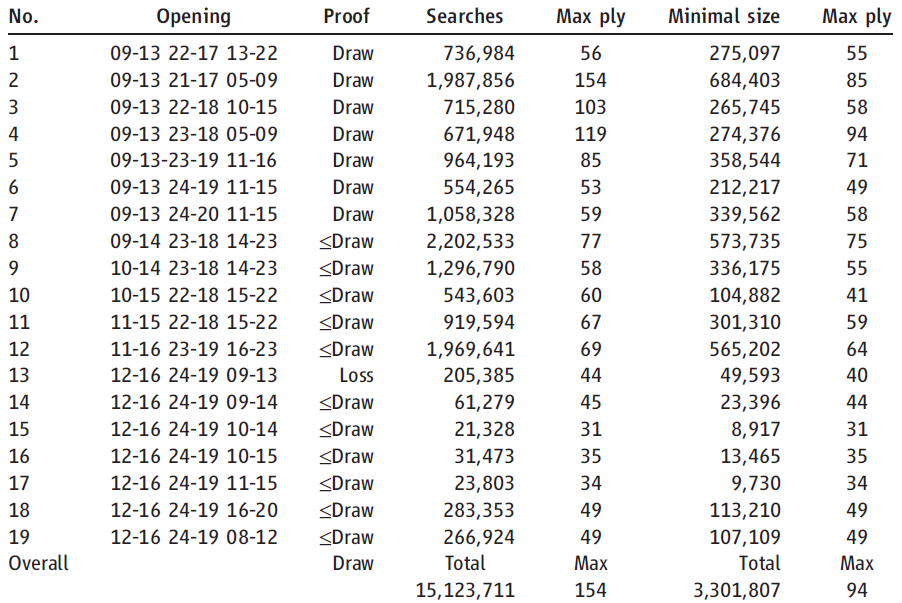 No. Opening Proof Searches Max ply Minimal size Max ply
1 09-13 22-17 13-22 Draw 736,984 56 275,097 55
2 09-13 21-17 05-09 Draw 1,987,856 154 684,403 85
3 09-13 22-18 10-15 Draw 715,280 103 265,745 58
4 09-13 23-18 05-09 Draw 671,948 119 274,376 94
5 09-13-23-19 11-16 Draw 964,193 85 358,544 71
6 09-13 24-19 11-15 Draw 554,265 53 212,217 49
7 09-13 24-20 11-15 Draw 1,058,328 59 339,562 58
8 09-14 23-18 14-23 ≤Draw 2,202,533 77 573,735 75
9 10-14 23-18 14-23 ≤Draw 1,296,790 58 336,175 55
10 10-15 22-18 15-22 ≤Draw 543,603 60 104,882 41
11 11-15 22-18 15-22 ≤Draw 919,594 67 301,310 59
12 11-16 23-19 16-23 ≤Draw 1,969,641 69 565,202 64
13 12-16 24-19 09-13 Loss 205,385 44 49,593 40
14 12-16 24-19 09-14 ≤Draw 61,279 45 23,396 44
15 12-16 24-19 10-14 ≤Draw 21,328 31 8,917 31
16 12-16 24-19 10-15 ≤Draw 31,473 35 13,465 35
17 12-16 24-19 11-15 ≤Draw 23,803 34 9,730 34
18 12-16 24-19 16-20 ≤Draw 283,353 49 113,210 49
19 12-16 24-19 08-12 ≤Draw 266,924 49 107,109 49
Overall Draw Total Max Total Max
15,123,711 154 3,301,807 94